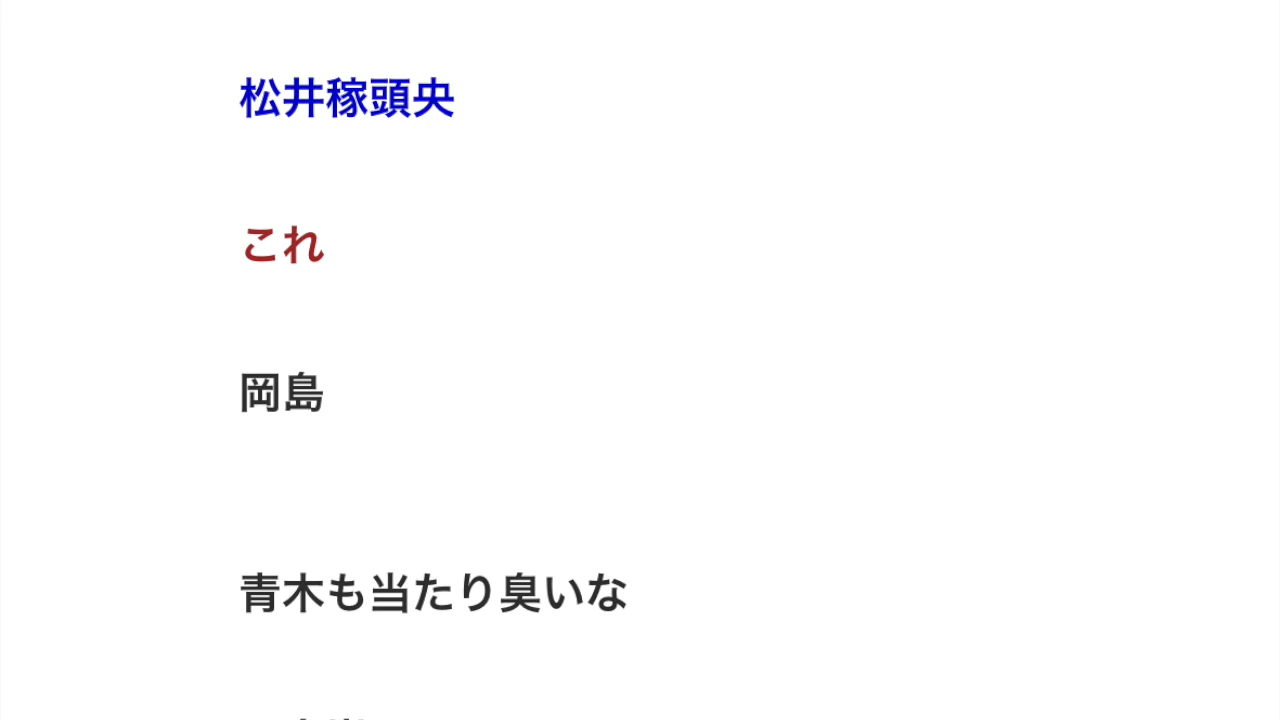 松井稼頭央
これ
岡島
青木も当たり臭いな